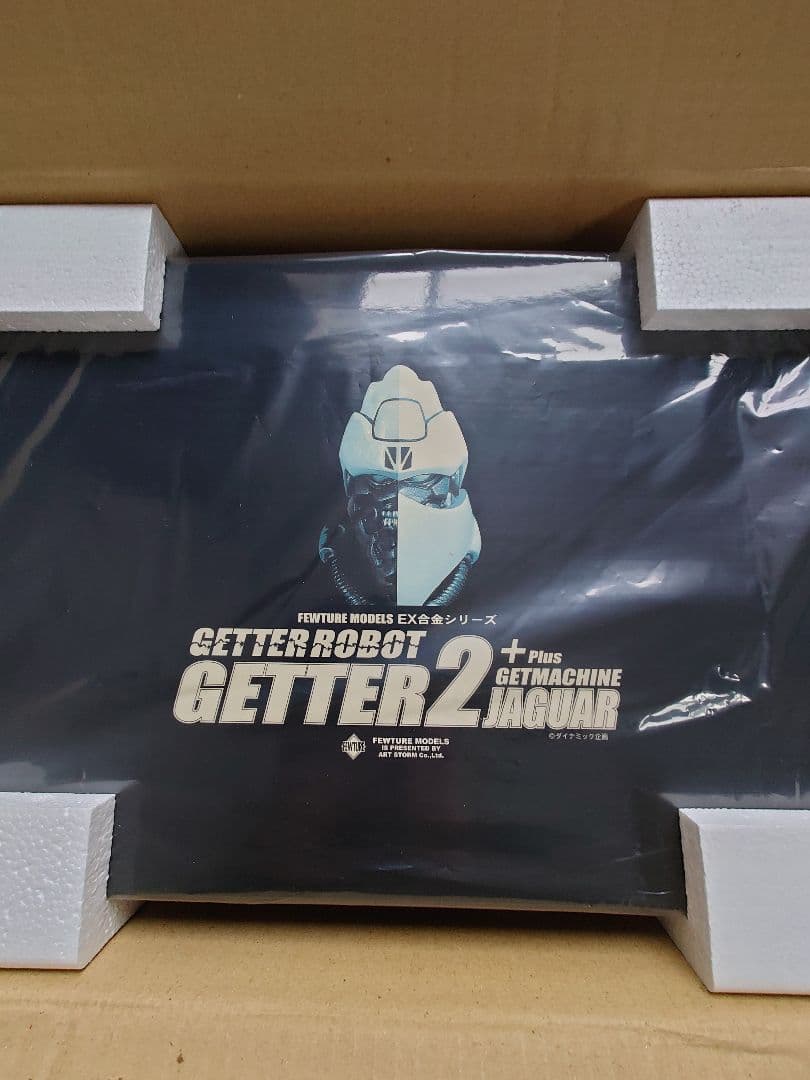 FEWTURE MODELS EX合金シリーズ
GETTER ROBOT
GETTER 2 + Plus
GETMACHINE
JAGUAR
©ダイナミック企画
FEWTURE
FEWTURE MODELS
IS PRESENTED BY
ART STORM Co.,Ltd.